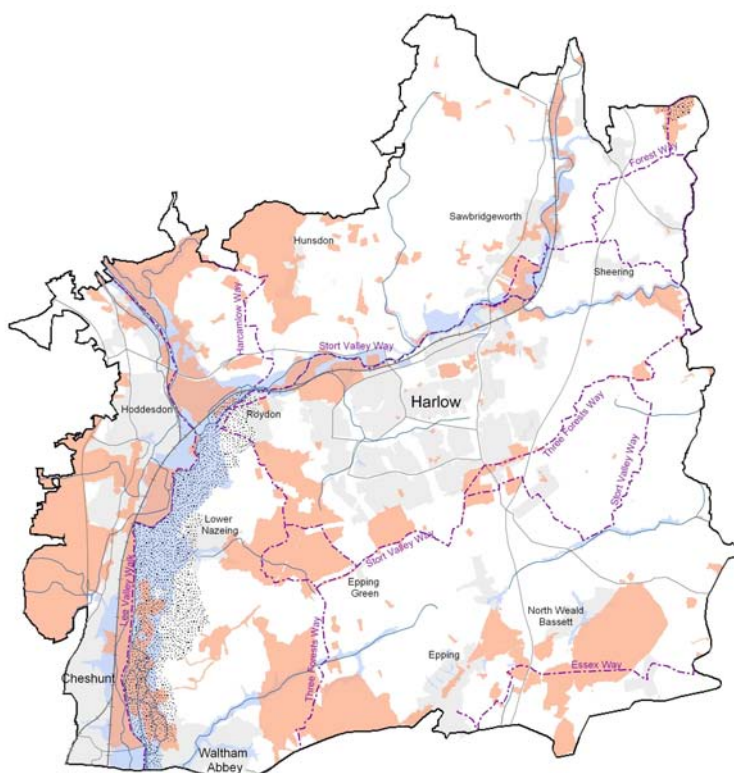 Forest Way
Sawbridgeworth
Hunsdon
Sheering
Harcamlow Way
Stort Valley Way
Harlow
Hoddesdon
Roydon
Three Forests Way
Stort Valley Way
Lower
Nazeing
Stort Valley Way
Epping
Green
North Weald
Bassett
Lee Valley Walk
Three Forests Way
Epping
Essex Way
Cheshunt
Waltham
Abbey